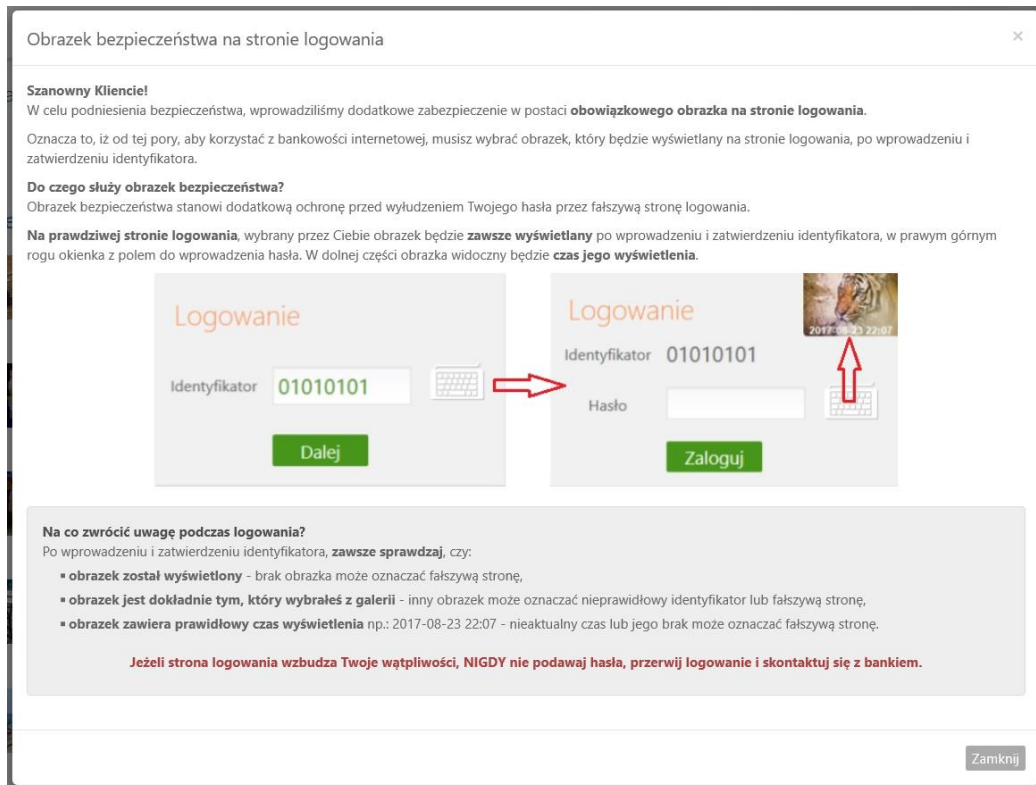 Obrazek bezpieczeństwa na stronie logowania
×
Szanowny Kliencie!
W celu podniesienia bezpieczeństwa, wprowadziliśmy dodatkowe zabezpieczenie w postaci obowiązkowego obrazka na stronie logowania.
Oznacza to, iż od tej pory, aby korzystać z bankowości internetowej, musisz wybrać obrazek, który będzie wyświetlany na stronie logowania, po wprowadzeniu i
zatwierdzeniu identyfikatora.
Do czego służy obrazek bezpieczeństwa?
Obrazek bezpieczeństwa stanowi dodatkową ochronę przed wyłudzeniem Twojego hasła przez fałszywą stronę logowania.
Na prawdziwej stronie logowania, wybrany przez Ciebie obrazek będzie zawsze wyświetlany po wprowadzeniu i zatwierdzeniu identyfikatora, w prawym górnym
rogu okienka z polem do wprowadzenia hasła. W dolnej części obrazka widoczny będzie czas jego wyświetlenia.
Logowanie
Identyfikator 01010101
Dalej
Logowanie
2017-08-23 22:07
Identyfikator 01010101
Hasło
Zaloguj
Na co zwrócić uwagę podczas logowania?
Po wprowadzeniu i zatwierdzeniu identyfikatora, zawsze sprawdzaj, czy:
▪ obrazek został wyświetlony - brak obrazka może oznaczać fałszywą stronę,
▪ obrazek jest dokładnie tym, który wybrałeś z galerii - inny obrazek może oznaczać nieprawidłowy identyfikator lub fałszywą stronę,
▪ obrazek zawiera prawidłowy czas wyświetlenia np.: 2017-08-23 22:07 - nieaktualny czas lub jego brak może oznaczać fałszywą stronę.
Jeżeli strona logowania wzbudza Twoje wątpliwości, NIGDY nie podawaj hasła, przerwij logowanie i skontaktuj się z bankiem.
Zamknij